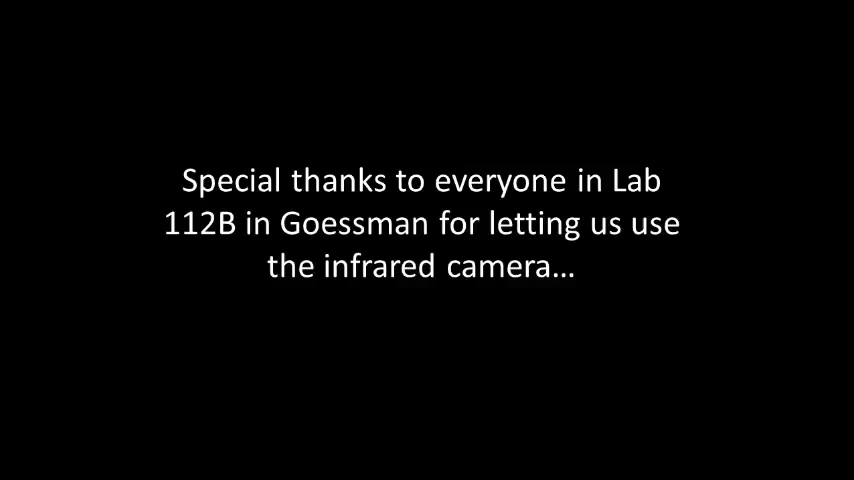 Special thanks to everyone in Lab
112B in Goessman for letting us use
the infrared camera...